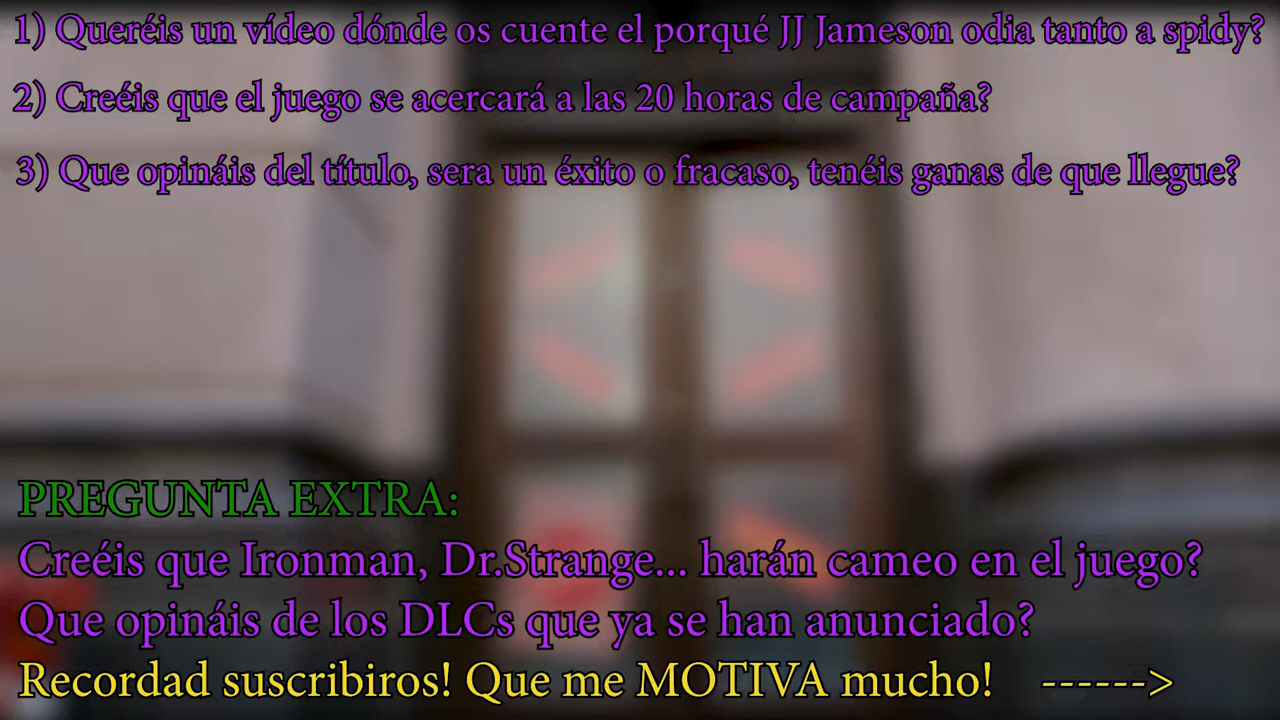 1) Queréis un vídeo dónde os cuente el porqué JJ Jameson odia tanto a spidy?
2) Creéis que el juego se acercará a las 20 horas de campaña?
3) Que opináis del título, sera un éxito o fracaso, tenéis ganas de que llegue?
PREGUNTA EXTRA:
Creéis que Ironman, Dr.Strange... harán cameo en el juego?
Que opináis de los DLCs que ya se han anunciado?
Recordad suscribiros! Que me MOTIVA mucho! ------>